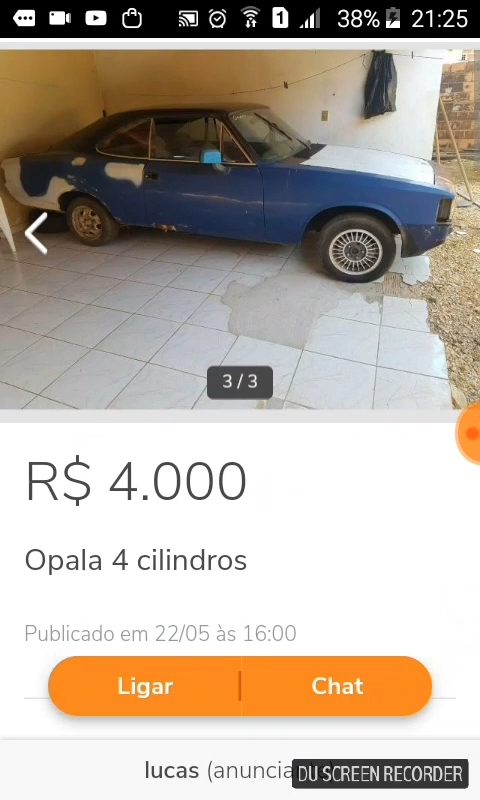 1 38% 21:25
3 / 3
R$ 4.000
Opala 4 cilindros
Publicado em 22/05 às 16:00
Ligar Chat
lucas (anuncia
DU SCREEN RECORDER